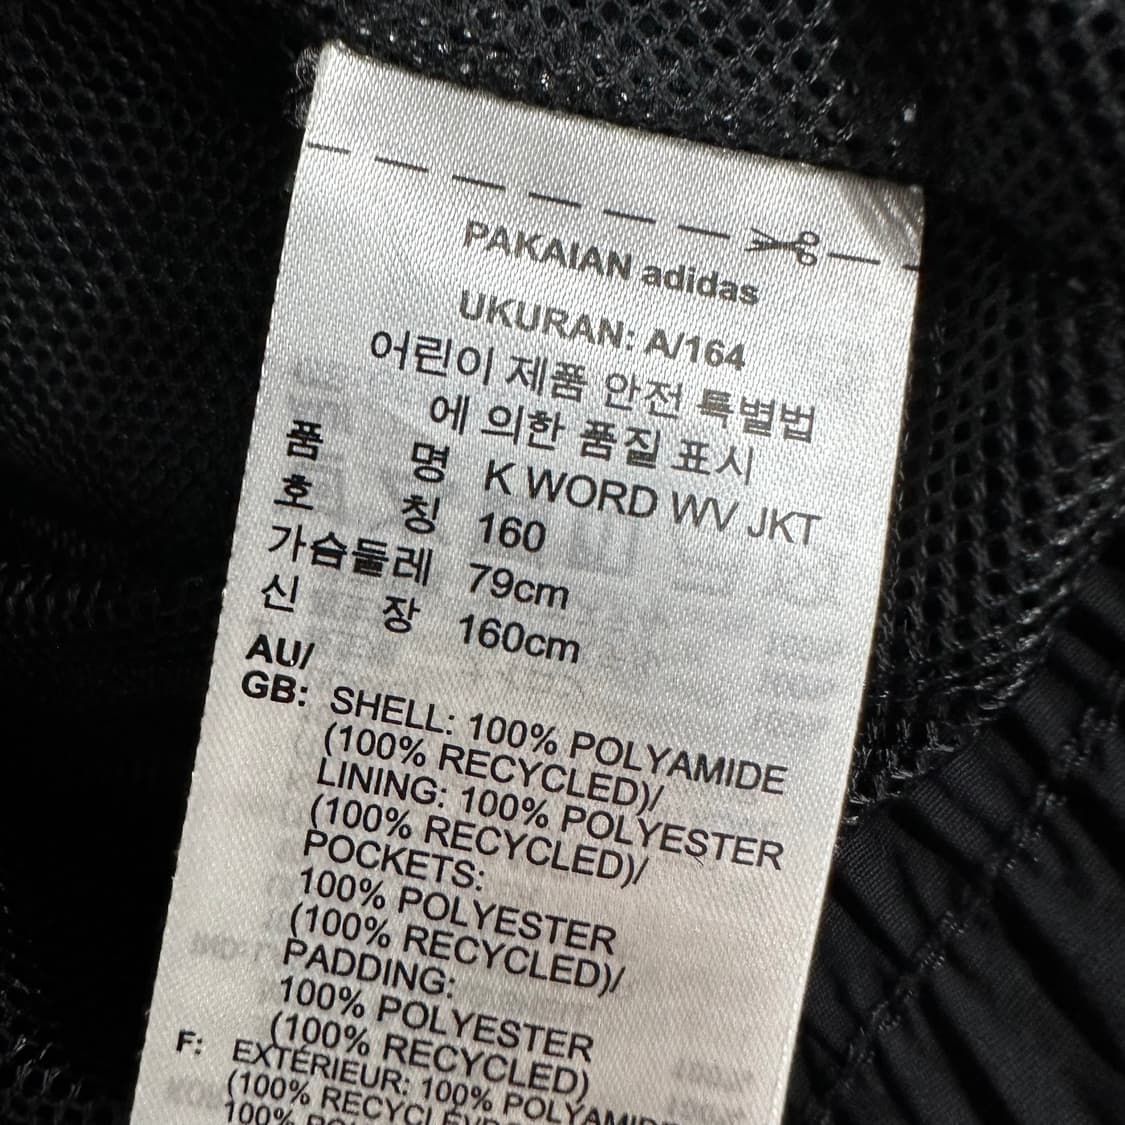 PAKAIAN adidas
UKURAN: A/164
어린이 제품 안전 특별법
에 의한 품질 표시
품 명 K WORD WV JKT
호 칭 160
가슴둘레 79cm
신 장 160cm
AU/
GB: SHELL: 100% POLYAMIDE
(100% RECYCLED)/
LINING: 100% POLYESTER
(100% RECYCLED)/
POCKETS:
100% POLYESTER
(100% RECYCLED)/
PADDING:
100% POLYESTER
(100% RECYCLED)
F: EXTÉRIEUR: 100% POLYAMIDE
(100%
100%